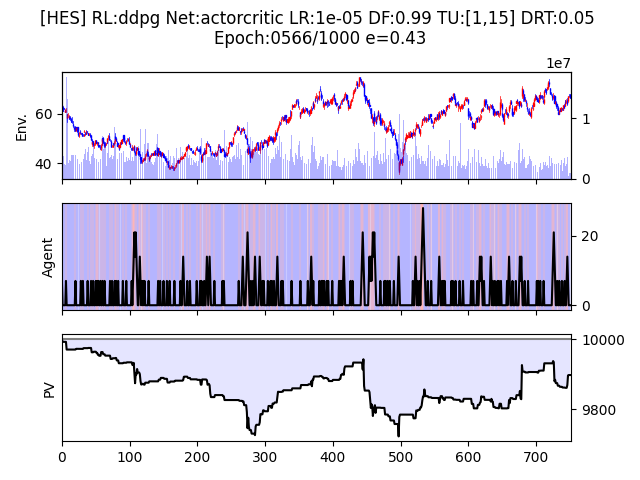 [HES] RL:ddpg Net:actorcritic LR:1e-05 DF:0.99 TU:[1,15] DRT:0.05
Epoch:0566/1000 e=0.43
1e7
Env.
60
40
1
0
Agent
20
0
PV
10000
9800
0 100 200 300 400 500 600 700